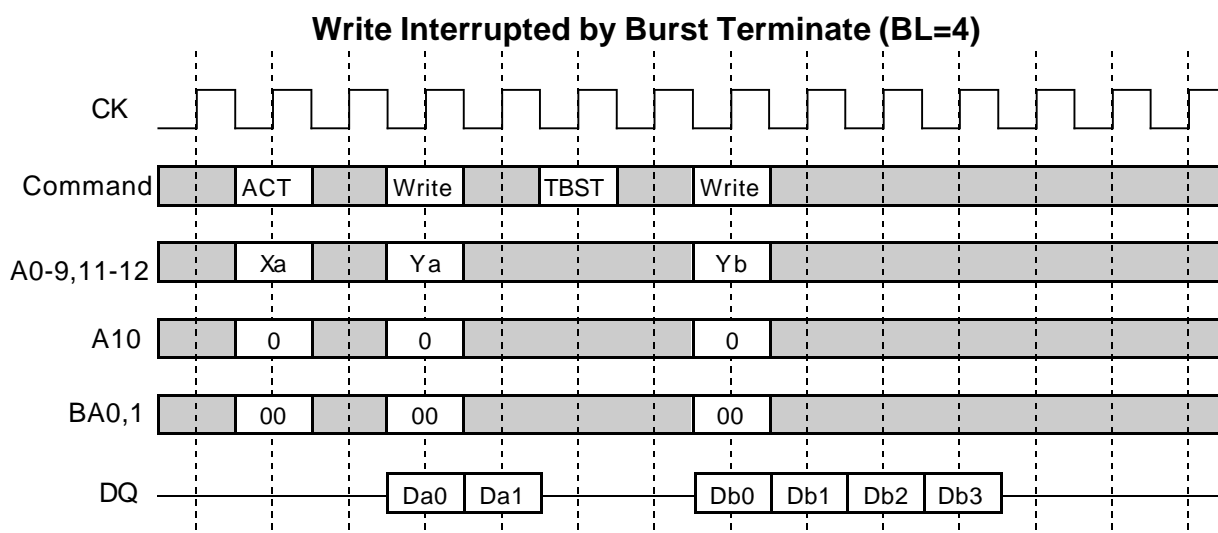 Write Interrupted by Burst Terminate (BL=4)
CK
Command ACT Write TBST Write
A0-9,11-12 Xa Ya Yb
A10 0 0 0
BA0,1 00 00 00
DQ Da0 Da1 Db0 Db1 Db2 Db3